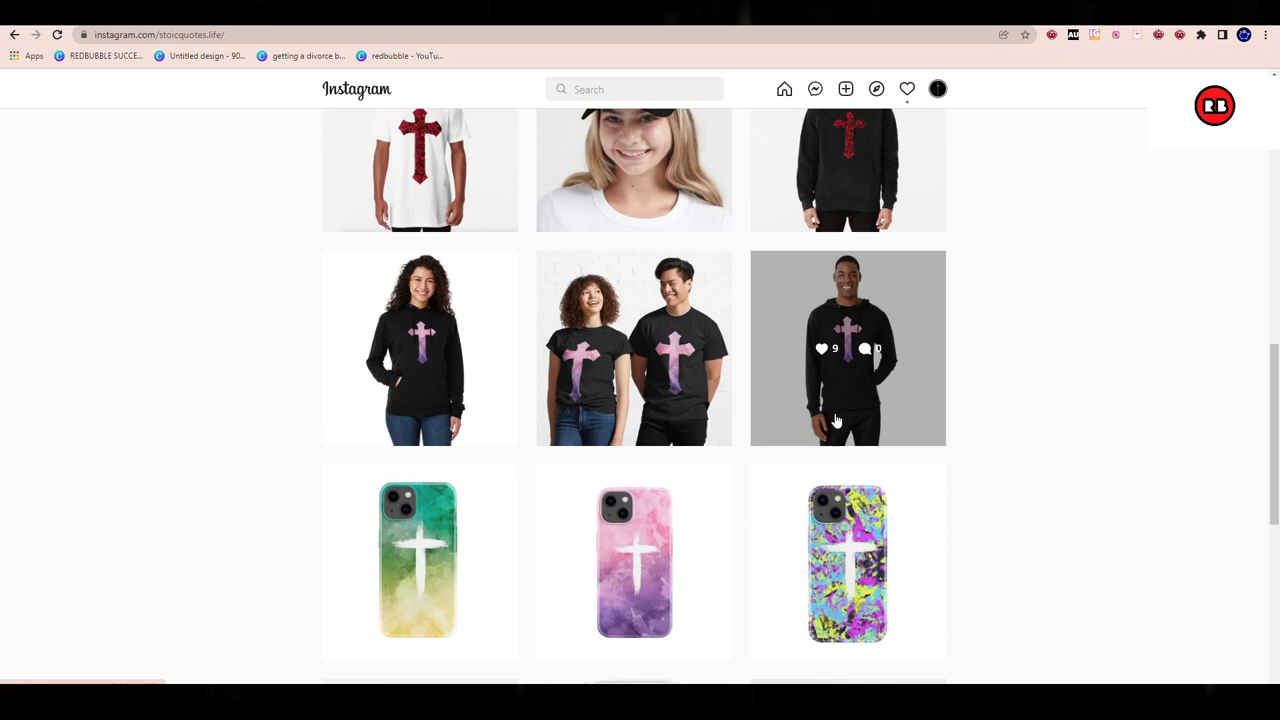 instagram.com/stoicquotes.life/
Apps REDBUBBLE SUCCE... Untitled design - 90... getting a divorce b... redbubble - YouTu...
Instagram
Search
RB
9 0